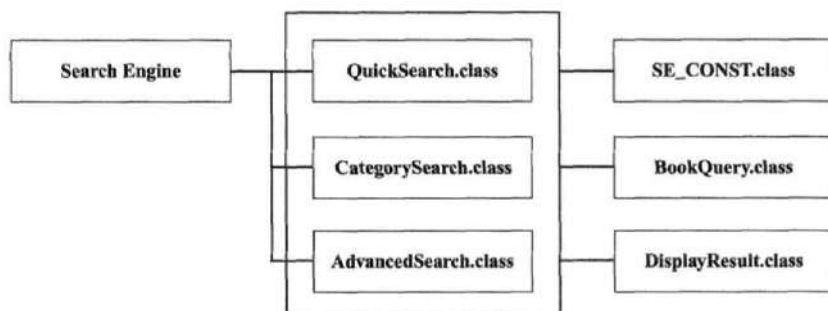 Search Engine
QuickSearch.class
SE_CONST.class
CategorySearch.class
BookQuery.class
AdvancedSearch.class
DisplayResult.class